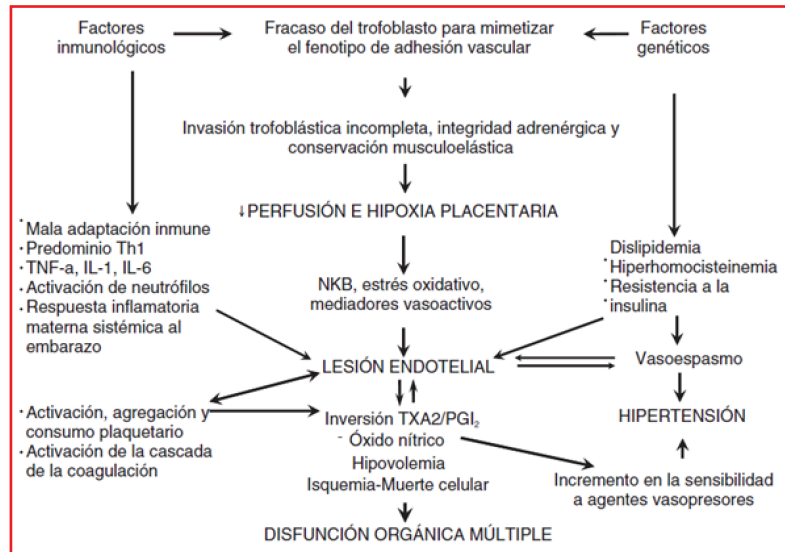 Factores
inmunológicos
Fracaso del trofoblasto para mimetizar
el fenotipo de adhesión vascular
Factores
genéticos
Invasión trofoblástica incompleta, integridad adrenérgica y
conservación musculoelástica
↓PERFUSIÓN E HIPOXIA PLACENTARIA
· Mala adaptación inmune
· Predominio Th1
· TNF-a, IL-1, IL-6
· Activación de neutrófilos
· Respuesta inflamatoria
materna sistémica al
embarazo
NKB, estrés oxidativo,
mediadores vasoactivos
Dislipidemia
· Hiperhomocisteinemia
· Resistencia a la
· insulina
LESIÓN ENDOTELIAL
Vasoespasmo
HIPERTENSIÓN
· Activación, agregación y
consumo plaquetario
· Activación de la cascada
de la coagulación
Inversión TXA2/PGI₂
- Óxido nítrico
Hipovolemia
Isquemia-Muerte celular
Incremento en la sensibilidad
a agentes vasopresores
DISFUNCIÓN ORGÁNICA MÚLTIPLE